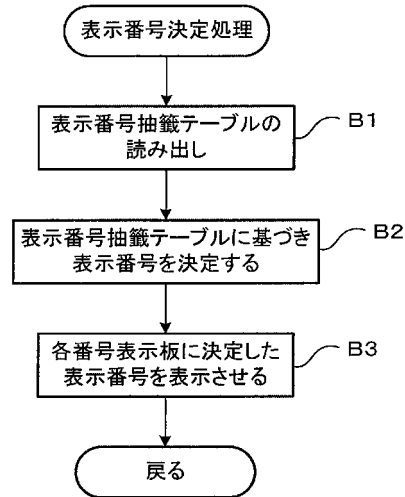 表示番号決定処理
表示番号抽籤テーブルの
読み出し
B1
表示番号抽籤テーブルに基づき
表示番号を決定する
B2
各番号表示板に決定した
表示番号を表示させる
B3
戻る